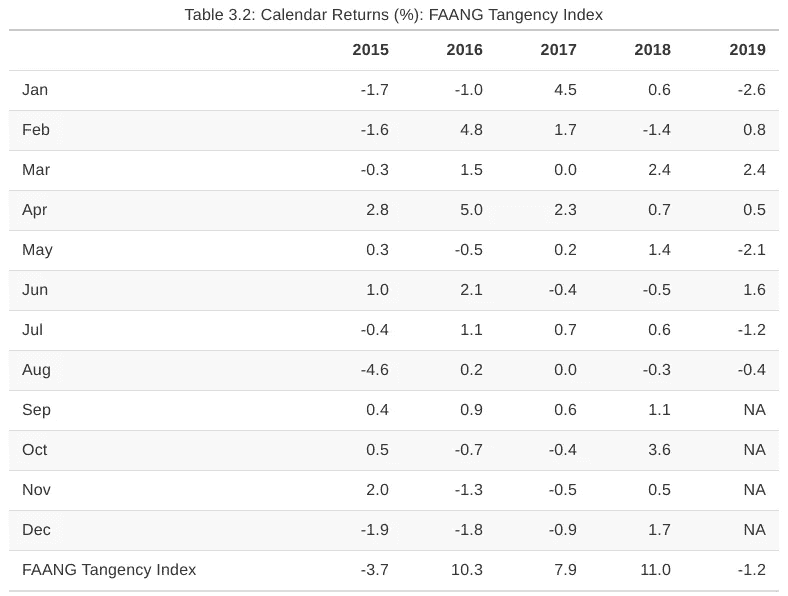 Table 3.2: Calendar Returns (%): FAANG Tangency Index
2015 2016 2017 2018 2019
Jan -1.7 -1.0 4.5 0.6 -2.6
Feb -1.6 4.8 1.7 -1.4 0.8
Mar -0.3 1.5 0.0 2.4 2.4
Apr 2.8 5.0 2.3 0.7 0.5
May 0.3 -0.5 0.2 1.4 -2.1
Jun 1.0 2.1 -0.4 -0.5 1.6
Jul -0.4 1.1 0.7 0.6 -1.2
Aug -4.6 0.2 0.0 -0.3 -0.4
Sep 0.4 0.9 0.6 1.1 NA
Oct 0.5 -0.7 -0.4 3.6 NA
Nov 2.0 -1.3 -0.5 0.5 NA
Dec -1.9 -1.8 -0.9 1.7 NA
FAANG Tangency Index -3.7 10.3 7.9 11.0 -1.2